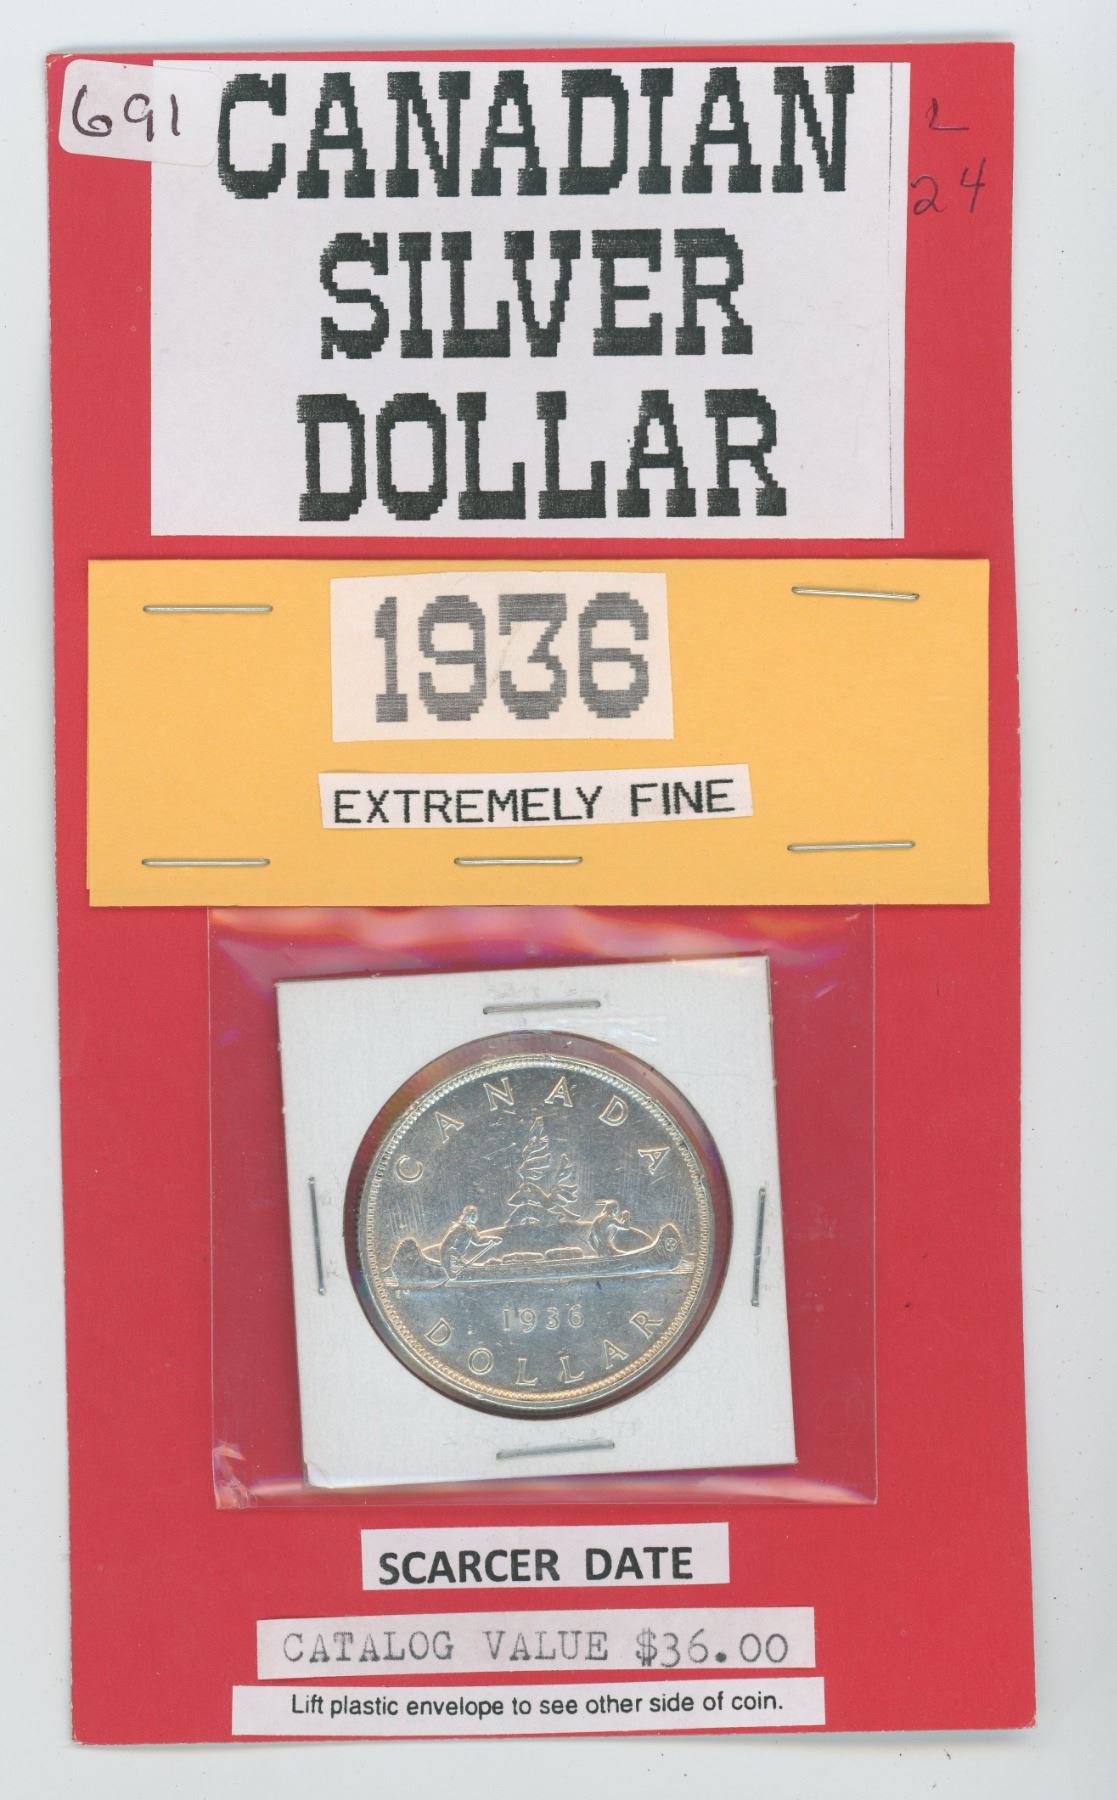 691
CANADIAN
SILVER
DOLLAR
L
24
1936
EXTREMELY FINE
CANADA
1936
DOLLAR
SCARCER DATE
CATALOG VALUE $36.00
Lift plastic envelope to see other side of coin.